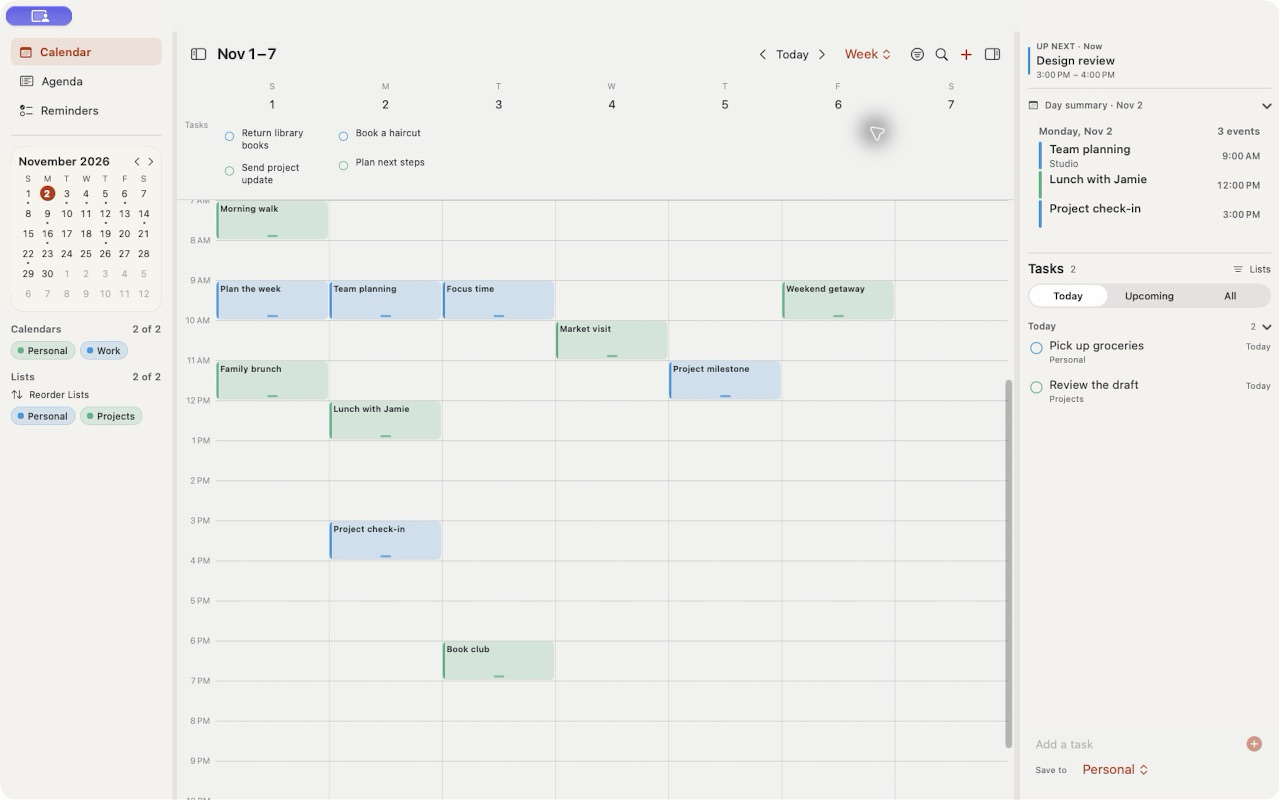 Calendar
Agenda
Reminders
November 2026
S M T W T F S
1 2 3 4 5 6 7
8 9 10 11 12 13 14
15 16 17 18 19 20 21
22 23 24 25 26 27 28
29 30 1 2 3 4 5
6 7 8 9 10 11 12
Calendars 2 of 2
Personal Work
Lists 2 of 2
Reorder Lists
Personal Projects
Nov 1–7
Today
Week
S M T W T F S
1 2 3 4 5 6 7
Tasks
Return library
books
Send project
update
Book a haircut
Plan next steps
7 AM
Morning walk
8 AM
9 AM
Plan the week
Team planning
Focus time
Weekend getaway
10 AM
Market visit
11 AM
Family brunch
Project milestone
12 PM
Lunch with Jamie
1 PM
2 PM
3 PM
Project check-in
4 PM
5 PM
6 PM
Book club
7 PM
8 PM
9 PM
10 PM
UP NEXT · Now
Design review
3:00 PM – 4:00 PM
Day summary · Nov 2
Monday, Nov 2 3 events
Team planning
Studio
9:00 AM
Lunch with Jamie
12:00 PM
Project check-in
3:00 PM
Tasks 2
Lists
Today Upcoming All
Today 2
Pick up groceries Today
Personal
Review the draft Today
Projects
Add a task
Save to Personal